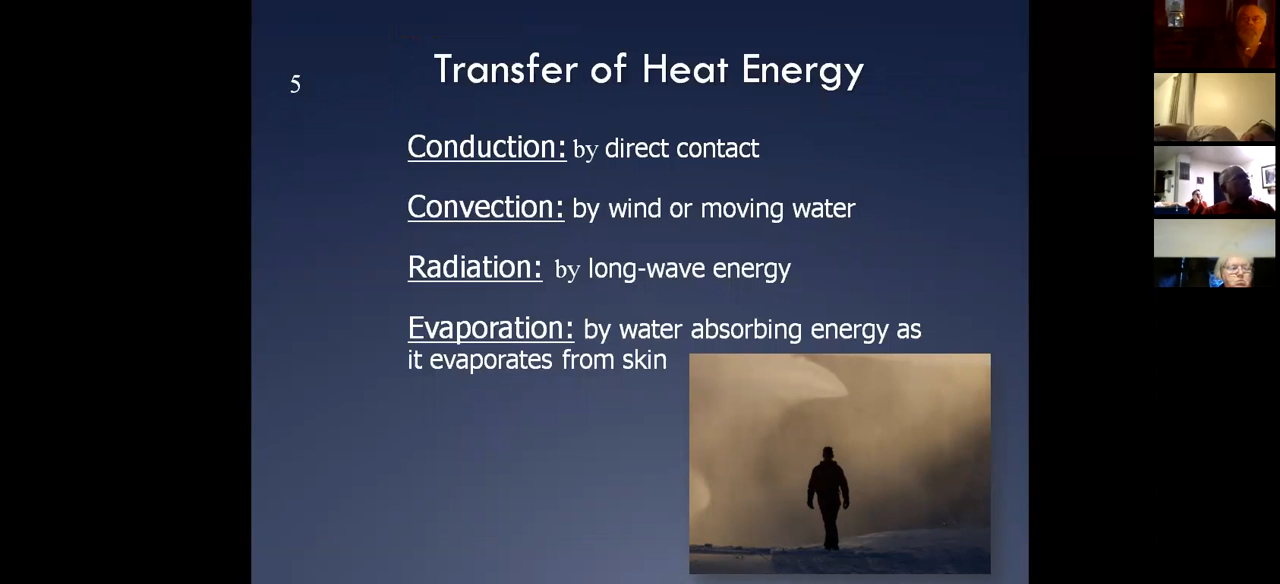 5
Transfer of Heat Energy
Conduction: by direct contact
Convection: by wind or moving water
Radiation: by long-wave energy
Evaporation: by water absorbing energy as
it evaporates from skin